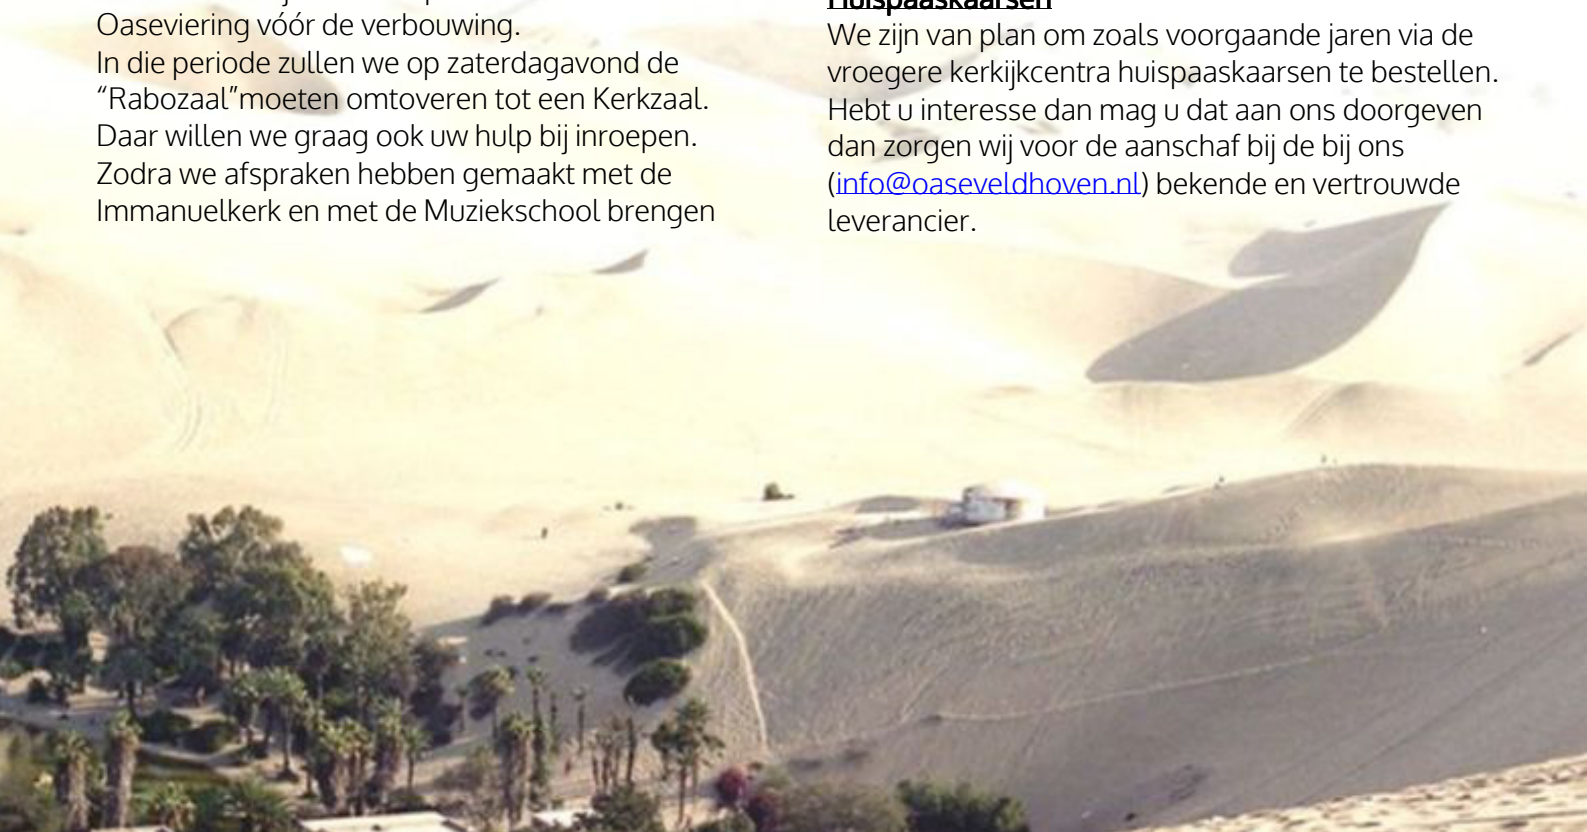 Oaseviering vóór de verbouwing.
In die periode zullen we op zaterdagavond de
“Rabozaal”moeten omtoveren tot een Kerkzaal.
Daar willen we graag ook uw hulp bij inroepen.
Zodra we afspraken hebben gemaakt met de
Immanuelkerk en met de Muziekschool brengen
Huispaaskaarsen
We zijn van plan om zoals voorgaande jaren via de
vroegere kerkijkcentra huispaaskaarsen te bestellen.
Hebt u interesse dan mag u dat aan ons doorgeven
dan zorgen wij voor de aanschaf bij de bij ons
(info@oaseveldhoven.nl) bekende en vertrouwde
leverancier.